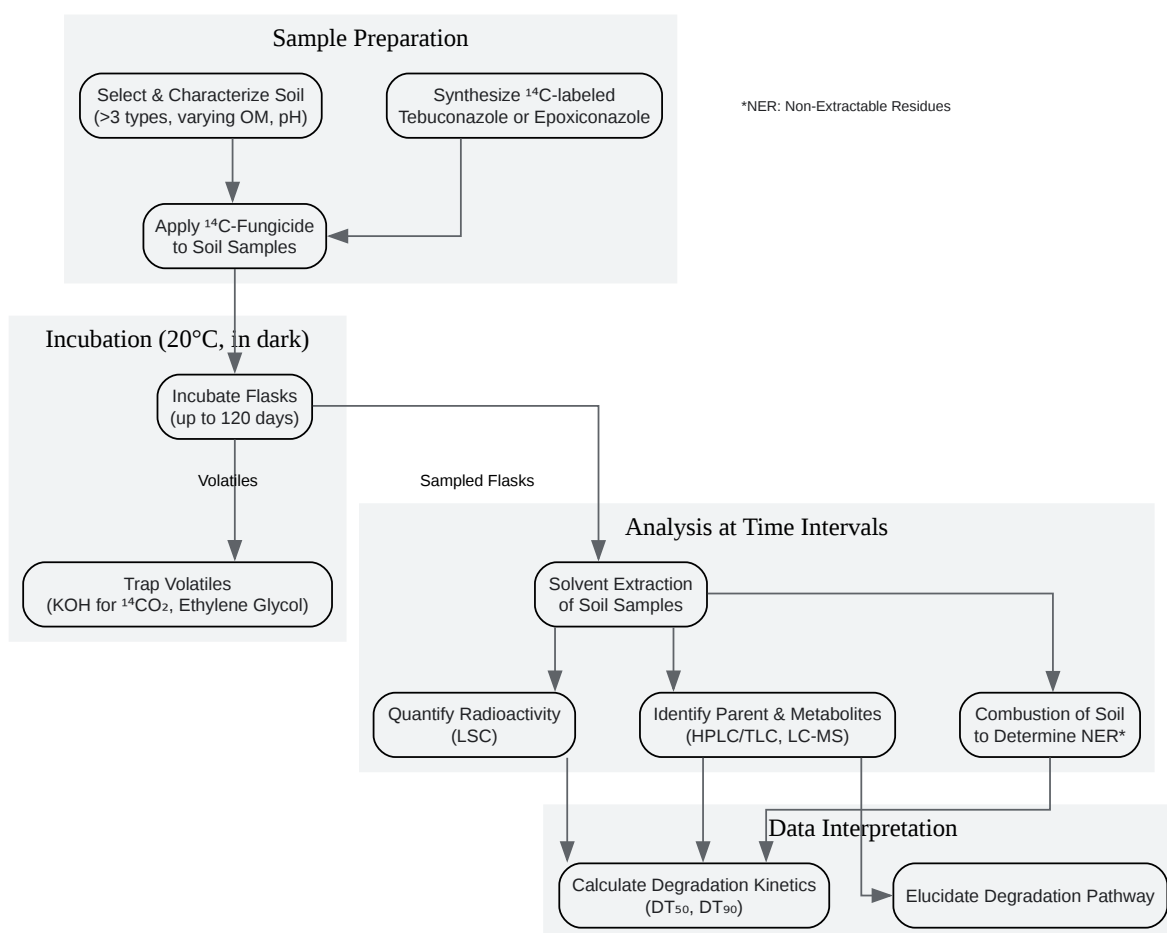 Sample Preparation
Select & Characterize Soil
(>3 types, varying OM, pH)
Synthesize ¹⁴C-labeled
Tebuconazole or Epoxiconazole
*NER: Non-Extractable Residues
Apply ¹⁴C-Fungicide
to Soil Samples
Incubation (20°C, in dark)
Incubate Flasks
(up to 120 days)
Volatiles
Sampled Flasks
Trap Volatiles
(KOH for ¹⁴CO₂, Ethylene Glycol)
Analysis at Time Intervals
Solvent Extraction
of Soil Samples
Quantify Radioactivity
(LSC)
Identify Parent & Metabolites
(HPLC/TLC, LC-MS)
Combustion of Soil
to Determine NER*
Data Interpretation
Calculate Degradation Kinetics
(DT₅₀, DT₉₀)
Elucidate Degradation Pathway